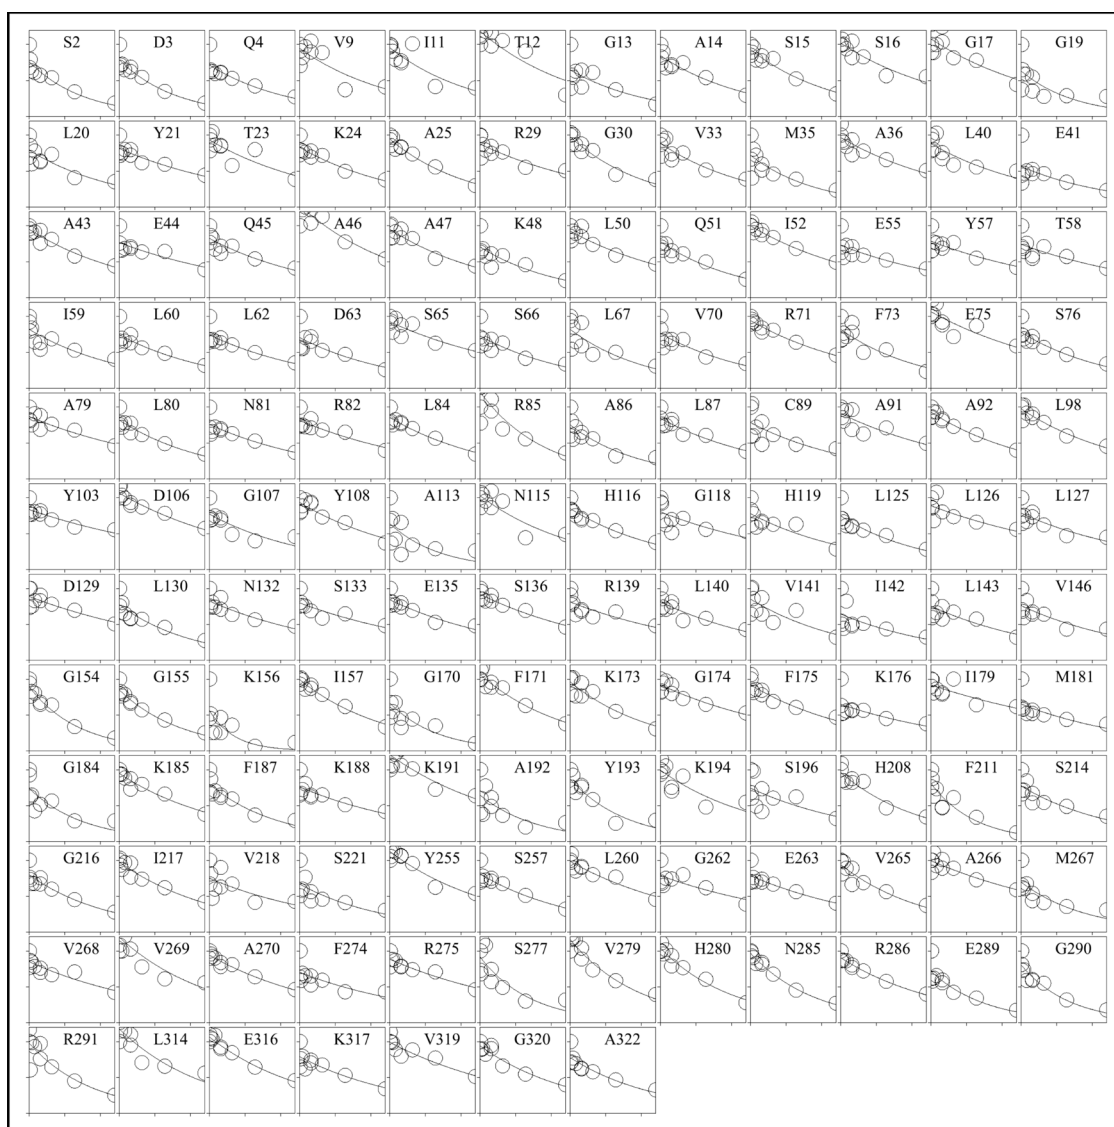 S2 D3 Q4 V9 I11 T12 G13 A14 S15 S16 G17 G19
L20 Y21 T23 K24 A25 R29 G30 V33 M35 A36 L40 E41
A43 E44 Q45 A46 A47 K48 L50 Q51 I52 E55 Y57 T58
I59 L60 L62 D63 S65 S66 L67 V70 R71 F73 E75 S76
A79 L80 N81 R82 L84 R85 A86 L87 C89 A91 A92 L98
Y103 D106 G107 Y108 A113 N115 H116 G118 H119 L125 L126 L127
D129 L130 N132 S133 E135 S136 R139 L140 V141 I142 L143 V146
G154 G155 K156 I157 G170 F171 K173 G174 F175 K176 I179 M181
G184 K185 F187 K188 K191 A192 Y193 K194 S196 H208 F211 S214
G216 I217 V218 S221 Y255 S257 L260 G262 E263 V265 A266 M267
V268 V269 A270 F274 R275 S277 V279 H280 N285 R286 E289 G290
R291 L314 E316 K317 V319 G320 A322